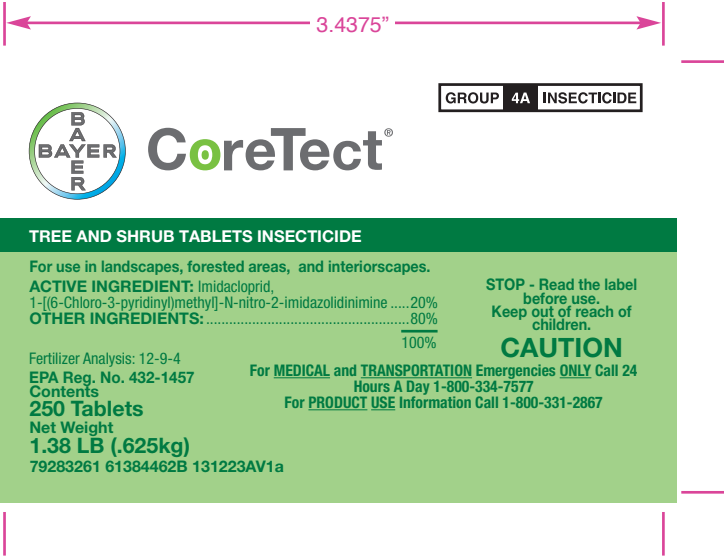 3.4375”
GROUP 4A INSECTICIDE
BAYER
BAYER
CoreTect®
TREE AND SHRUB TABLETS INSECTICIDE
For use in landscapes, forested areas, and interiorscapes.
ACTIVE INGREDIENT: Imidacloprid,
1-[(6-Chloro-3-pyridinyl)methyl]-N-nitro-2-imidazolidinimine .....20%
OTHER INGREDIENTS:.....................................................80%
100%
STOP - Read the label
before use.
Keep out of reach of
children.
CAUTION
Fertilizer Analysis: 12-9-4
EPA Reg. No. 432-1457
Contents
250 Tablets
Net Weight
1.38 LB (.625kg)
79283261 61384462B 131223AV1a
For MEDICAL and TRANSPORTATION Emergencies ONLY Call 24
Hours A Day 1-800-334-7577
For PRODUCT USE Information Call 1-800-331-2867